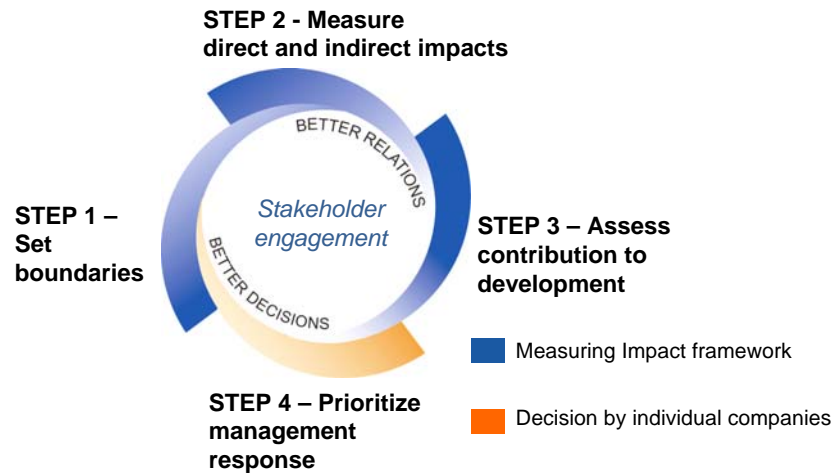 STEP 2 - Measure
direct and indirect impacts
BETTER RELATIONS
STEP 1 –
Set
boundaries
Stakeholder
engagement
STEP 3 – Assess
contribution to
development
BETTER DECISIONS
Measuring Impact framework
STEP 4 – Prioritize
management
response
Decision by individual companies